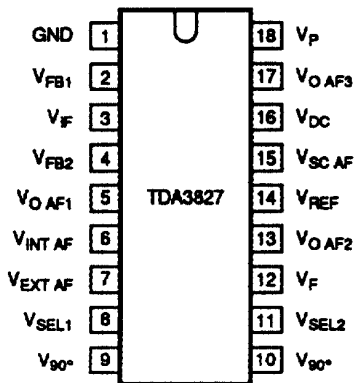 GND 1 18 VP
VFB1 2 17 VO AF3
VIF 3 16 VDC
VFB2 4 15 VSC AF
VO AF1 5 TDA3827 14 VREF
VINT AF 6 13 VO AF2
VEXT AF 7 12 VF
VSEL1 8 11 VSEL2
V90° 9 10 V90°